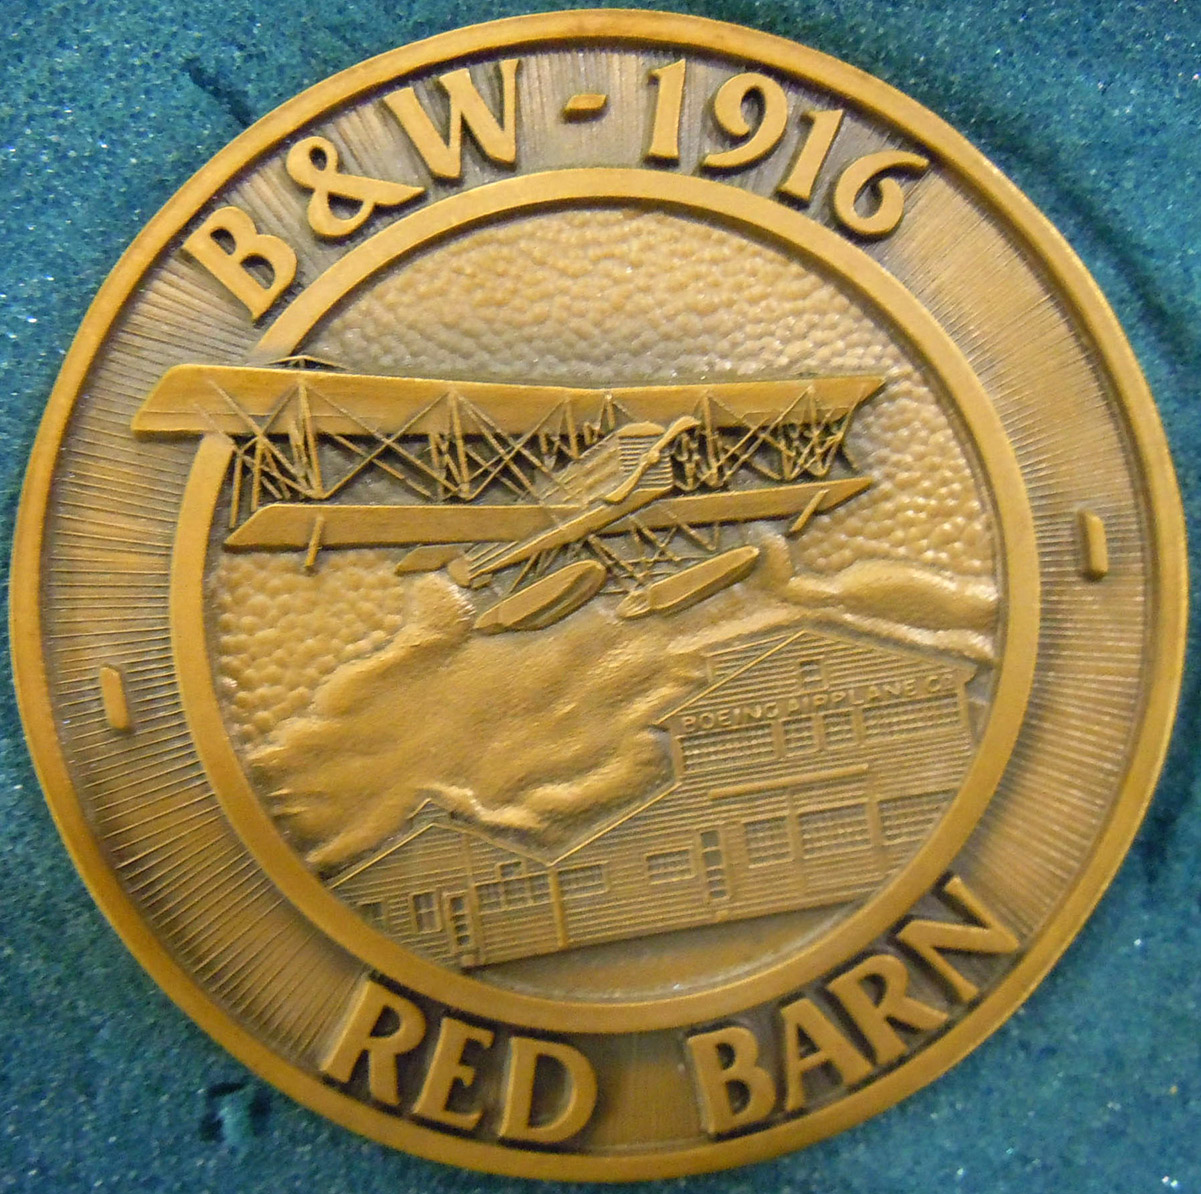 B & W - 1916
BOEING AIRPLANE CO
RED BARN